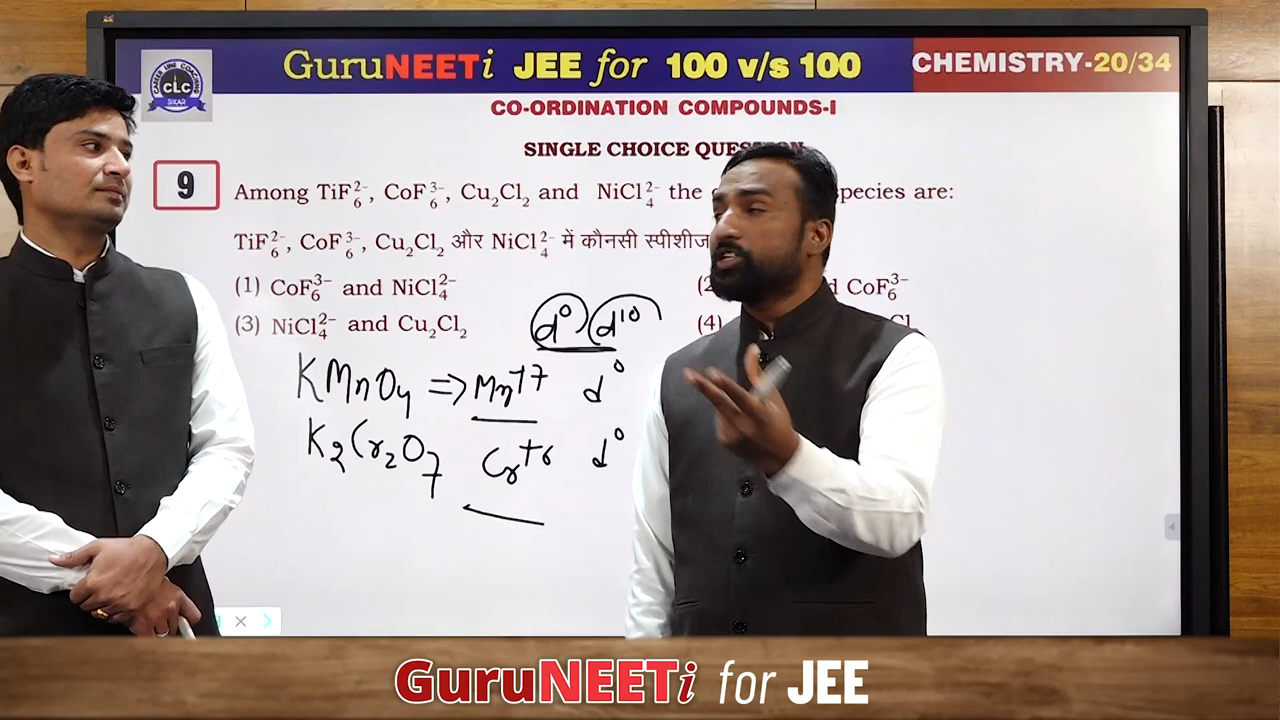 GuruNEETi JEE for 100 v/s 100
CHEMISTRY-20/34
CLC
SIKAR
CO-ORDINATION COMPOUNDS-I
SINGLE CHOICE
9 Among TiF₆²⁻, CoF₆³⁻, Cu₂Cl₂ and NiCl₄²⁻ the species are:
TiF₆²⁻, CoF₆³⁻, Cu₂Cl₂ और NiCl₄²⁻ में कौनसी
(1) CoF₆³⁻ and NiCl₄²⁻
CoF₆³⁻
(3) NiCl₄²⁻ and Cu₂Cl₂
(4)
d⁰ d¹⁰
KMnO₄ => Mn⁺⁷ d⁰
K₂Cr₂O₇ Cr⁺⁶ d⁰
GuruNEETi for JEE